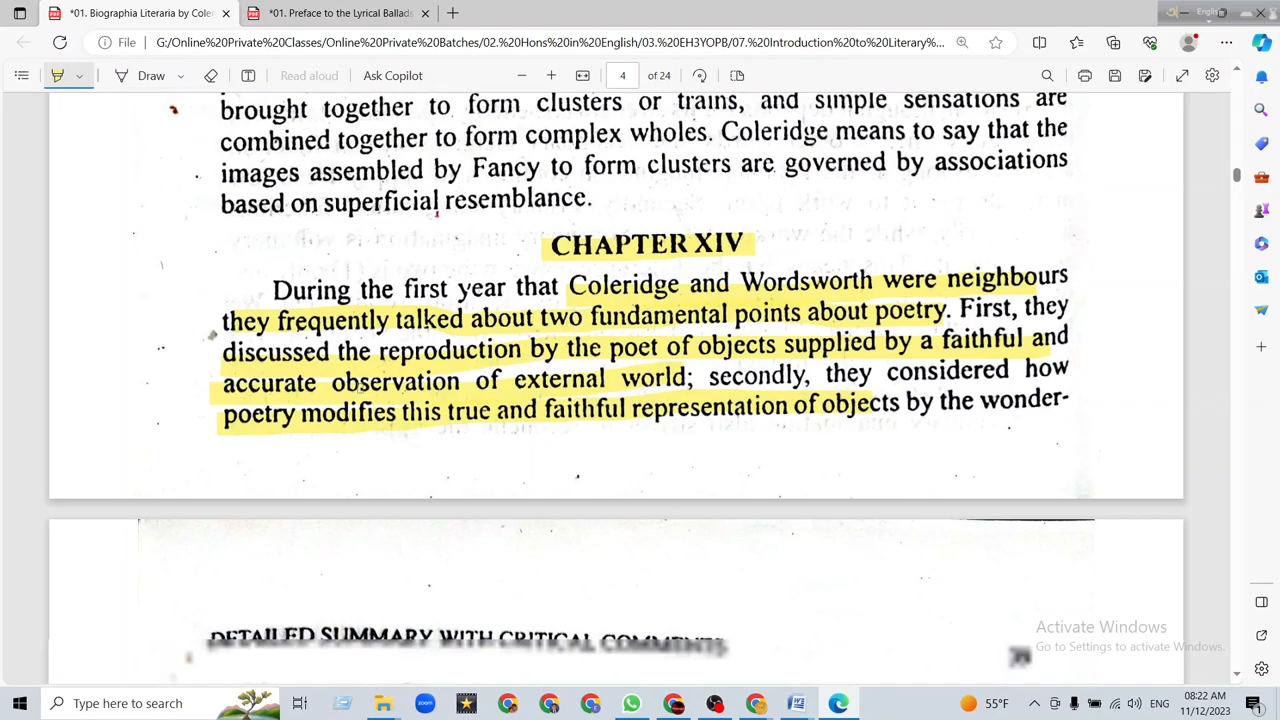 *01. Biographia Literaria by Coler
*01. Preface to the Lyrical Ballads
English
File
G:/Online%20Private%20Classes/Online%20Private%20Batches/02.%20Hons%20in%20English/03.%20EH3YOPB/07.%20Introduction%20to%20Literary%...
Draw
Read aloud
Ask Copilot
4 of 24
brought together to form clusters or trains, and simple sensations are
combined together to form complex wholes. Coleridge means to say that the
images assembled by Fancy to form clusters are governed by associations
based on superficial resemblance.
CHAPTER XIV
During the first year that Coleridge and Wordsworth were neighbours
they frequently talked about two fundamental points about poetry. First, they
discussed the reproduction by the poet of objects supplied by a faithful and
accurate observation of external world; secondly, they considered how
poetry modifies this true and faithful representation of objects by the wonder-
DETAILED SUMMARY WITH CRITICAL COMMENTS
Activate Windows
Go to Settings to activate Windows.
Type here to search
zoom
55°F
ENG
08:22 AM
11/12/2023